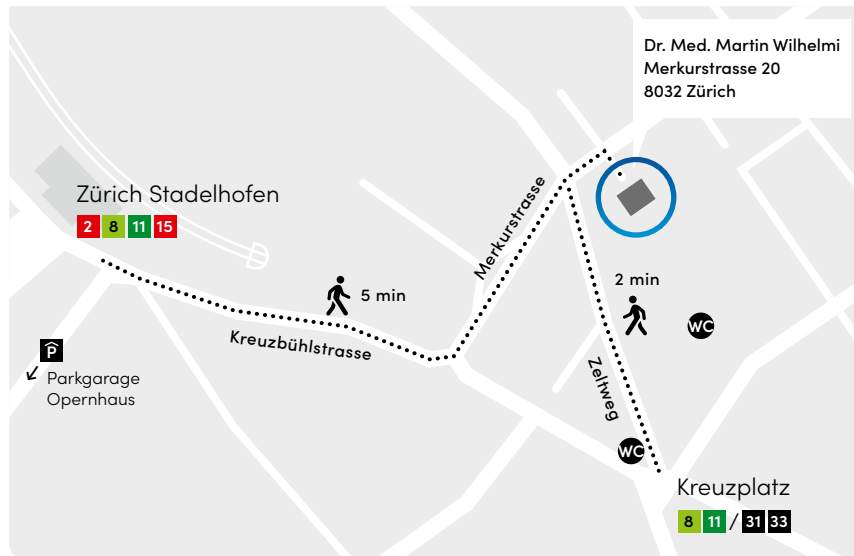 Dr. Med. Martin Wilhelmi
Merkurstrasse 20
8032 Zürich
Zürich Stadelhofen
2 8 11 15
Merkurstrasse
5 min
2 min
Kreuzbühlstrasse
WC
P
Parkgarage
Opernhaus
Zeltweg
WC
Kreuzplatz
8 11 / 31 33